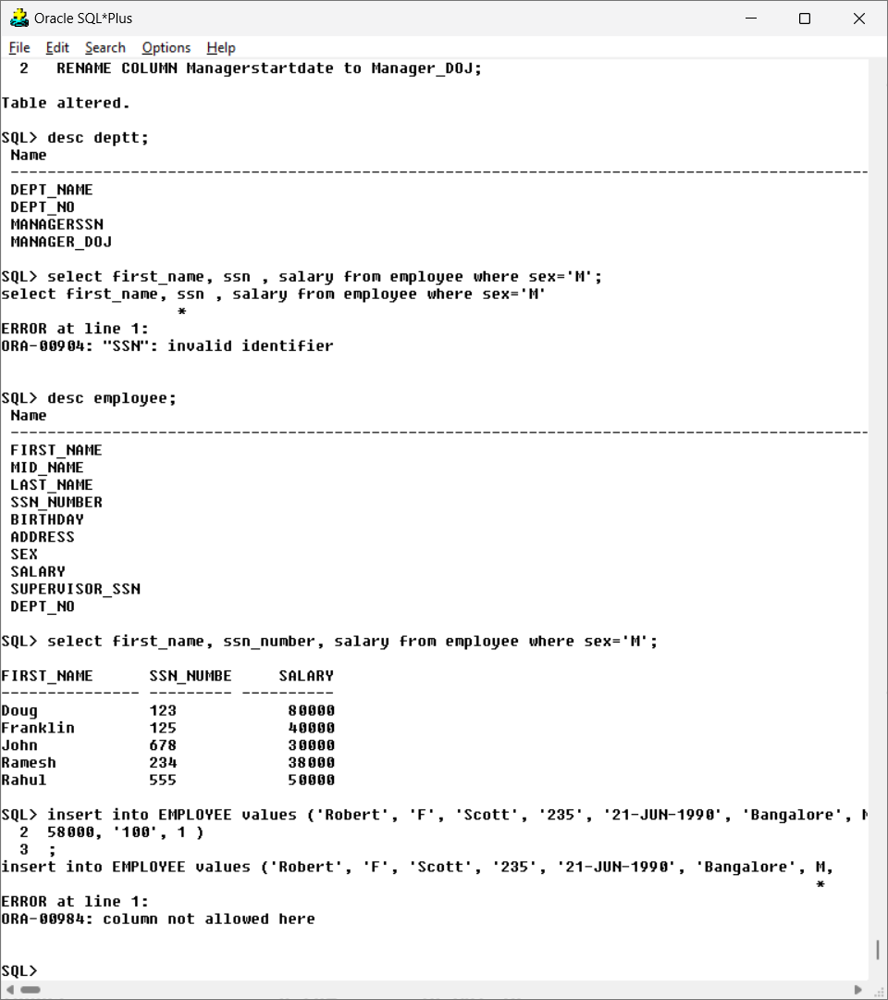 Oracle SQL*Plus
File Edit Search Options Help
  2   RENAME COLUMN Managerstartdate to Manager_DOJ;
Table altered.
SQL> desc deptt;
 Name
 ---------------------------------------------------------------------------------------------
 DEPT_NAME
 DEPT_NO
 MANAGERSSN
 MANAGER_DOJ
SQL> select first_name, ssn , salary from employee where sex='M';
select first_name, ssn , salary from employee where sex='M'
                   *
ERROR at line 1:
ORA-00904: "SSN": invalid identifier
SQL> desc employee;
 Name
 ---------------------------------------------------------------------------------------------
 FIRST_NAME
 MID_NAME
 LAST_NAME
 SSN_NUMBER
 BIRTHDAY
 ADDRESS
 SEX
 SALARY
 SUPERVISOR_SSN
 DEPT_NO
SQL> select first_name, ssn_number, salary from employee where sex='M';
FIRST_NAME      SSN_NUMBE     SALARY
--------------- --------- ----------
Doug            123            80000
Franklin        125            40000
John            678            30000
Ramesh          234            38000
Rahul           555            50000
SQL> insert into EMPLOYEE values ('Robert', 'F', 'Scott', '235', '21-JUN-1990', 'Bangalore', M
  2  58000, '100', 1 )
  3  ;
insert into EMPLOYEE values ('Robert', 'F', 'Scott', '235', '21-JUN-1990', 'Bangalore', M,
                                                                                        *
ERROR at line 1:
ORA-00984: column not allowed here
SQL>